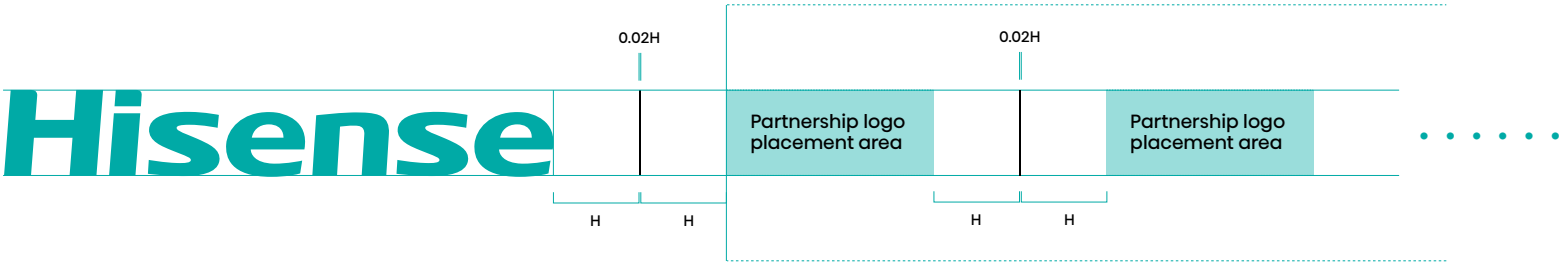 0.02H
0.02H
Hisense
Partnership logo
placement area
Partnership logo
placement area
H
H
H
H